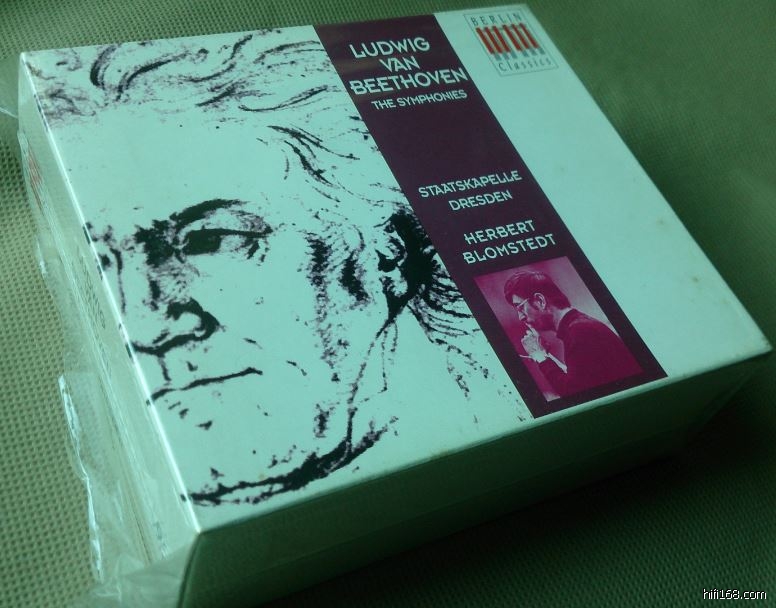 LUDWIG
VAN
BEETHOVEN
THE SYMPHONIES
BERLIN
Classics
STAATSKAPELLE
DRESDEN
HERBERT
BLOMSTEDT
hifi168.com